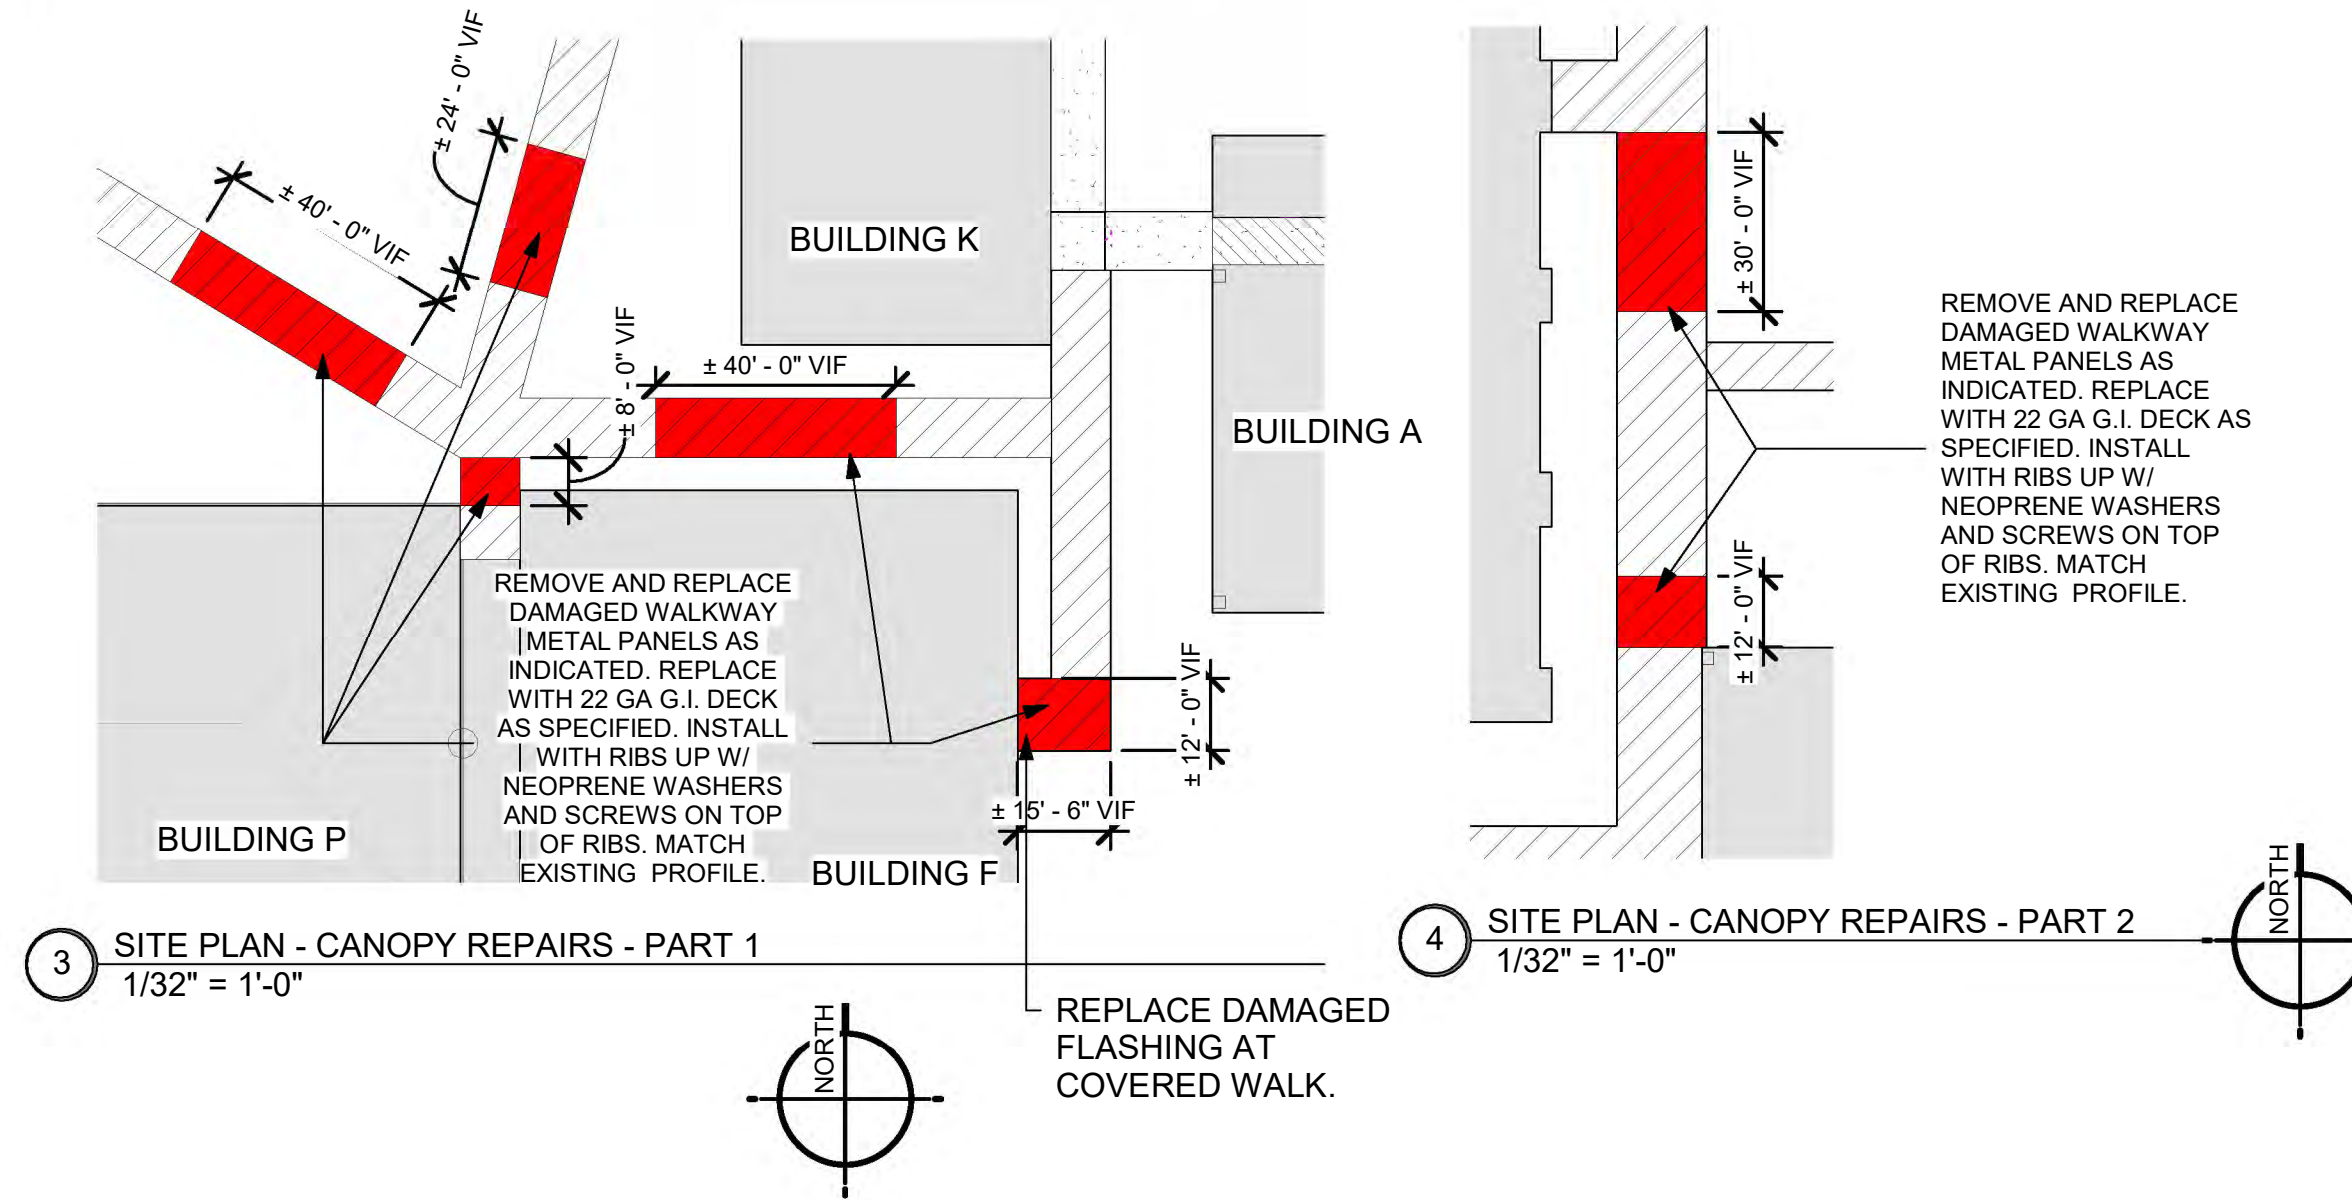 ± 24' - 0" VIF
± 40' - 0" VIF
BUILDING K
± 8' - 0" VIF
± 40' - 0" VIF
BUILDING A
REMOVE AND REPLACE
DAMAGED WALKWAY
METAL PANELS AS
INDICATED. REPLACE
WITH 22 GA G.I. DECK
AS SPECIFIED. INSTALL
WITH RIBS UP W/
NEOPRENE WASHERS
AND SCREWS ON TOP
OF RIBS. MATCH
EXISTING  PROFILE.
± 12' - 0" VIF
± 15' - 6" VIF
BUILDING P
BUILDING F
3
SITE PLAN - CANOPY REPAIRS - PART 1
1/32" = 1'-0"
NORTH
REPLACE DAMAGED
FLASHING AT
COVERED WALK.
± 30' - 0" VIF
± 12' - 0" VIF
REMOVE AND REPLACE
DAMAGED WALKWAY
METAL PANELS AS
INDICATED. REPLACE
WITH 22 GA G.I. DECK AS
SPECIFIED. INSTALL
WITH RIBS UP W/
NEOPRENE WASHERS
AND SCREWS ON TOP
OF RIBS. MATCH
EXISTING  PROFILE.
4
SITE PLAN - CANOPY REPAIRS - PART 2
1/32" = 1'-0"
NORTH